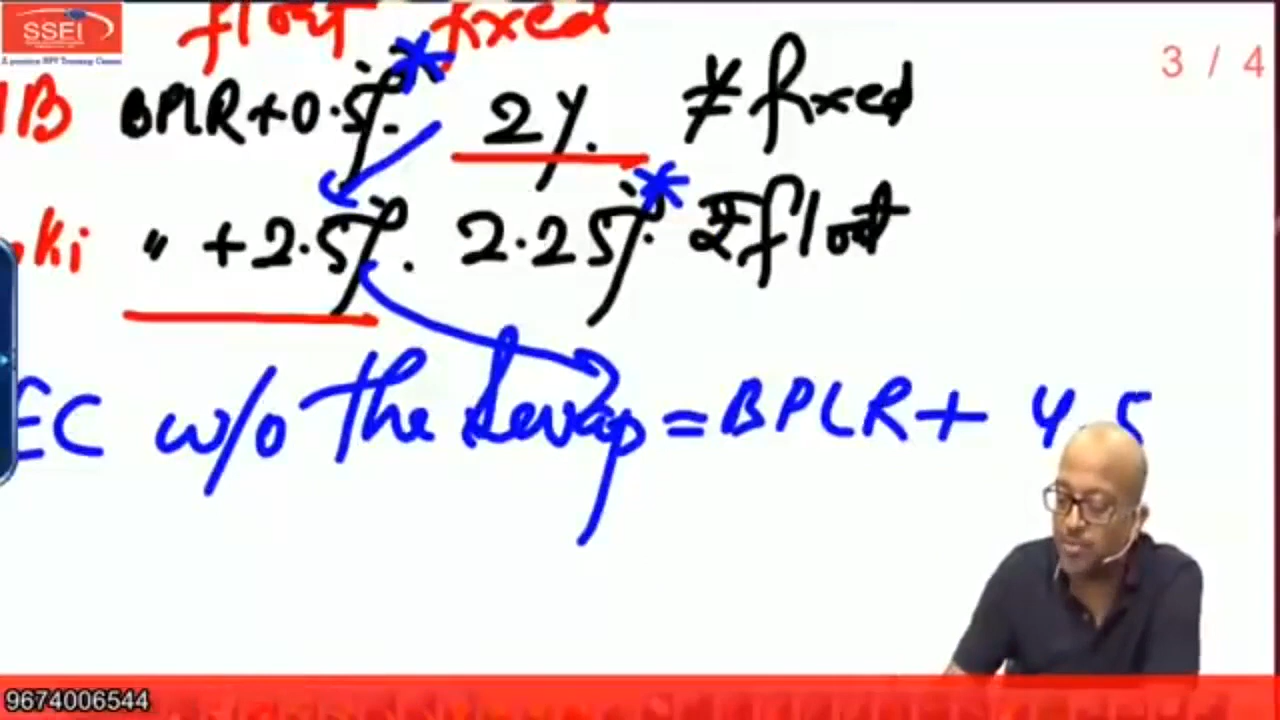 SSEI
float fixed
3 / 4
IB BPLR+0.5%* 2% ≠ fixed
.ki " +2.5%. 2.25%* float
EC w/o the swap = BPLR + 4.5
9674006544